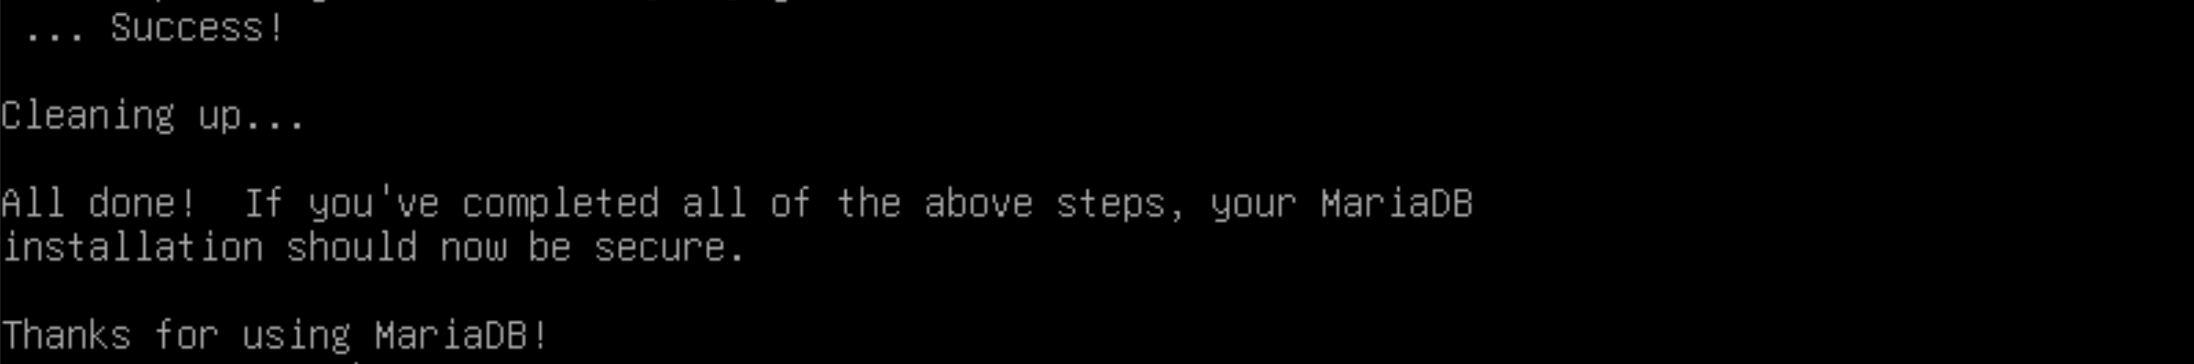 ... Success!
Cleaning up...
All done!  If you've completed all of the above steps, your MariaDB
installation should now be secure.
Thanks for using MariaDB!